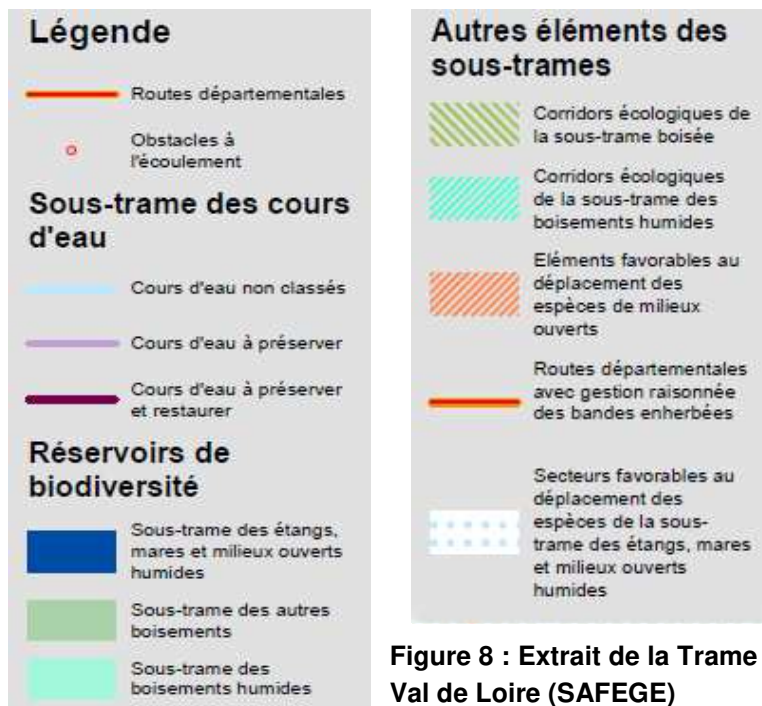 Légende
Routes départementales
Obstacles à
l'écoulement
Sous-trame des cours
d'eau
Cours d'eau non classés
Cours d'eau à préserver
Cours d'eau à préserver
et restaurer
Réservoirs de
biodiversité
Sous-trame des étangs,
mares et milieux ouverts
humides
Sous-trame des autres
boisements
Sous-trame des
boisements humides
Autres éléments des
sous-trames
Corridors écologiques de
la sous-trame boisée
Corridors écologiques
de la sous-trame des
boisements humides
Eléments favorables au
déplacement des
espèces de milieux
ouverts
Routes départementales
avec gestion raisonnée
des bandes enherbées
Secteurs favorables au
déplacement des
espèces de la sous-
trame des étangs, mares
et milieux ouverts
humides
Figure 8 : Extrait de la Trame
Val de Loire (SAFEGE)